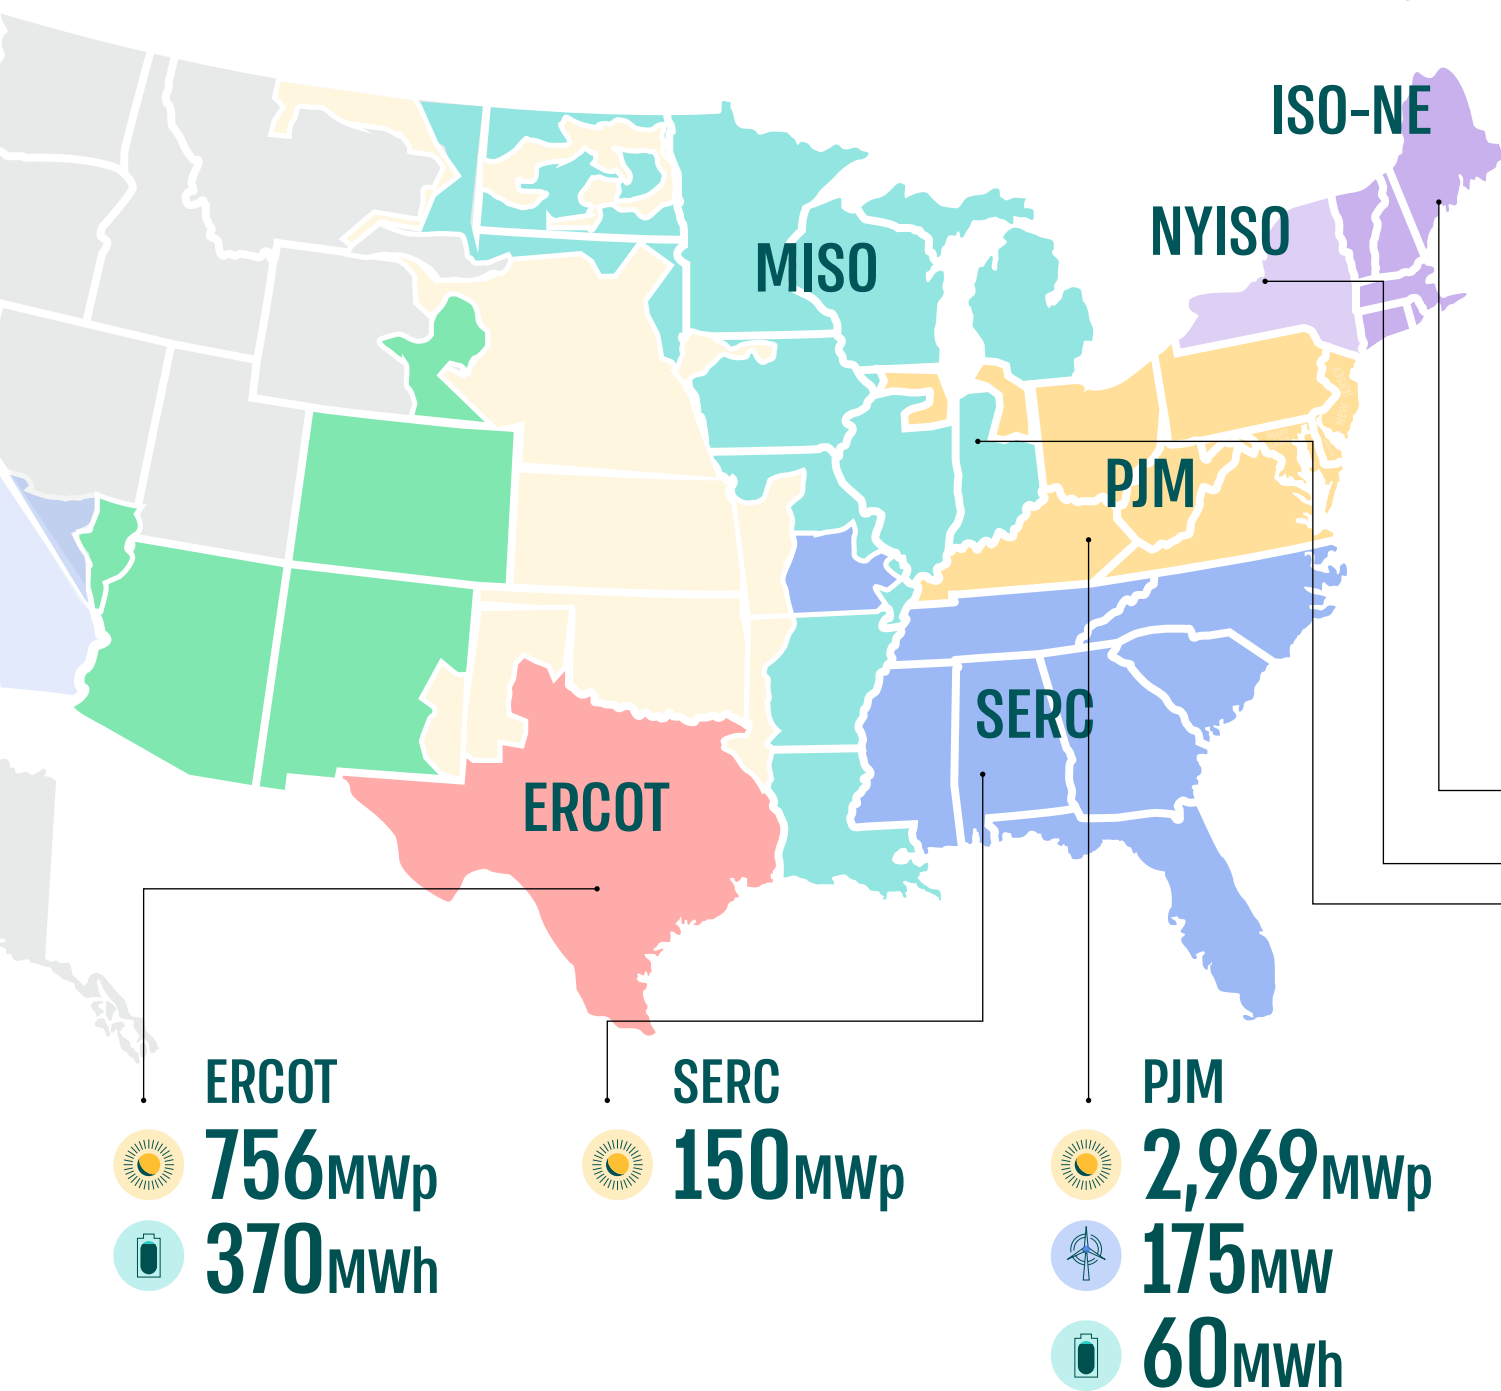 ISO-NE
NYISO
MISO
PJM
SERC
ERCOT
ERCOT
756MWp
370MWh
SERC
150MWp
PJM
2,969MWp
175MW
60MWh